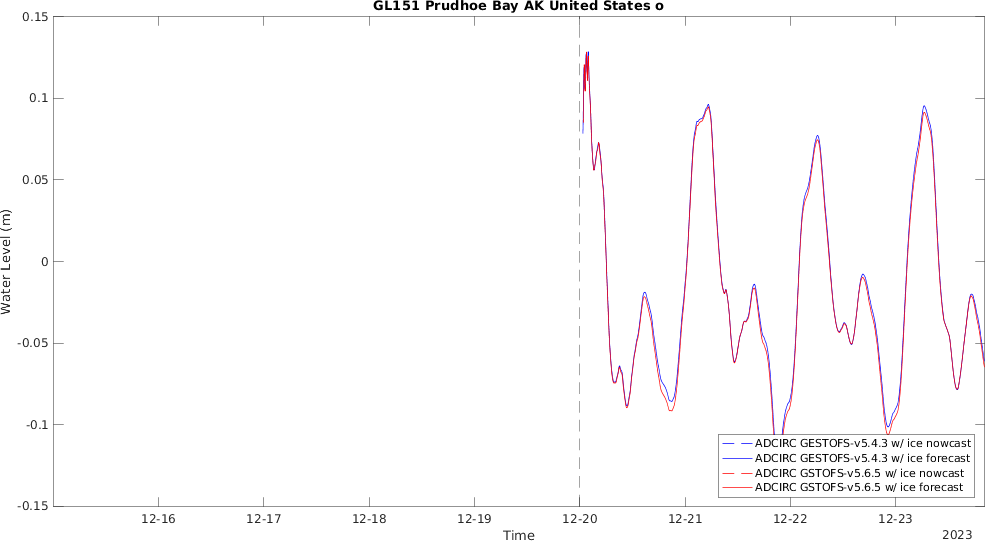 GL151 Prudhoe Bay AK United States o
0.15
0.1
0.05
0
-0.05
-0.1
-0.15
Water Level (m)
ADCIRC GESTOFS-v5.4.3 w/ ice nowcast
ADCIRC GESTOFS-v5.4.3 w/ ice forecast
ADCIRC GSTOFS-v5.6.5 w/ ice nowcast
ADCIRC GSTOFS-v5.6.5 w/ ice forecast
12-16 12-17 12-18 12-19 12-20 12-21 12-22 12-23
Time
2023